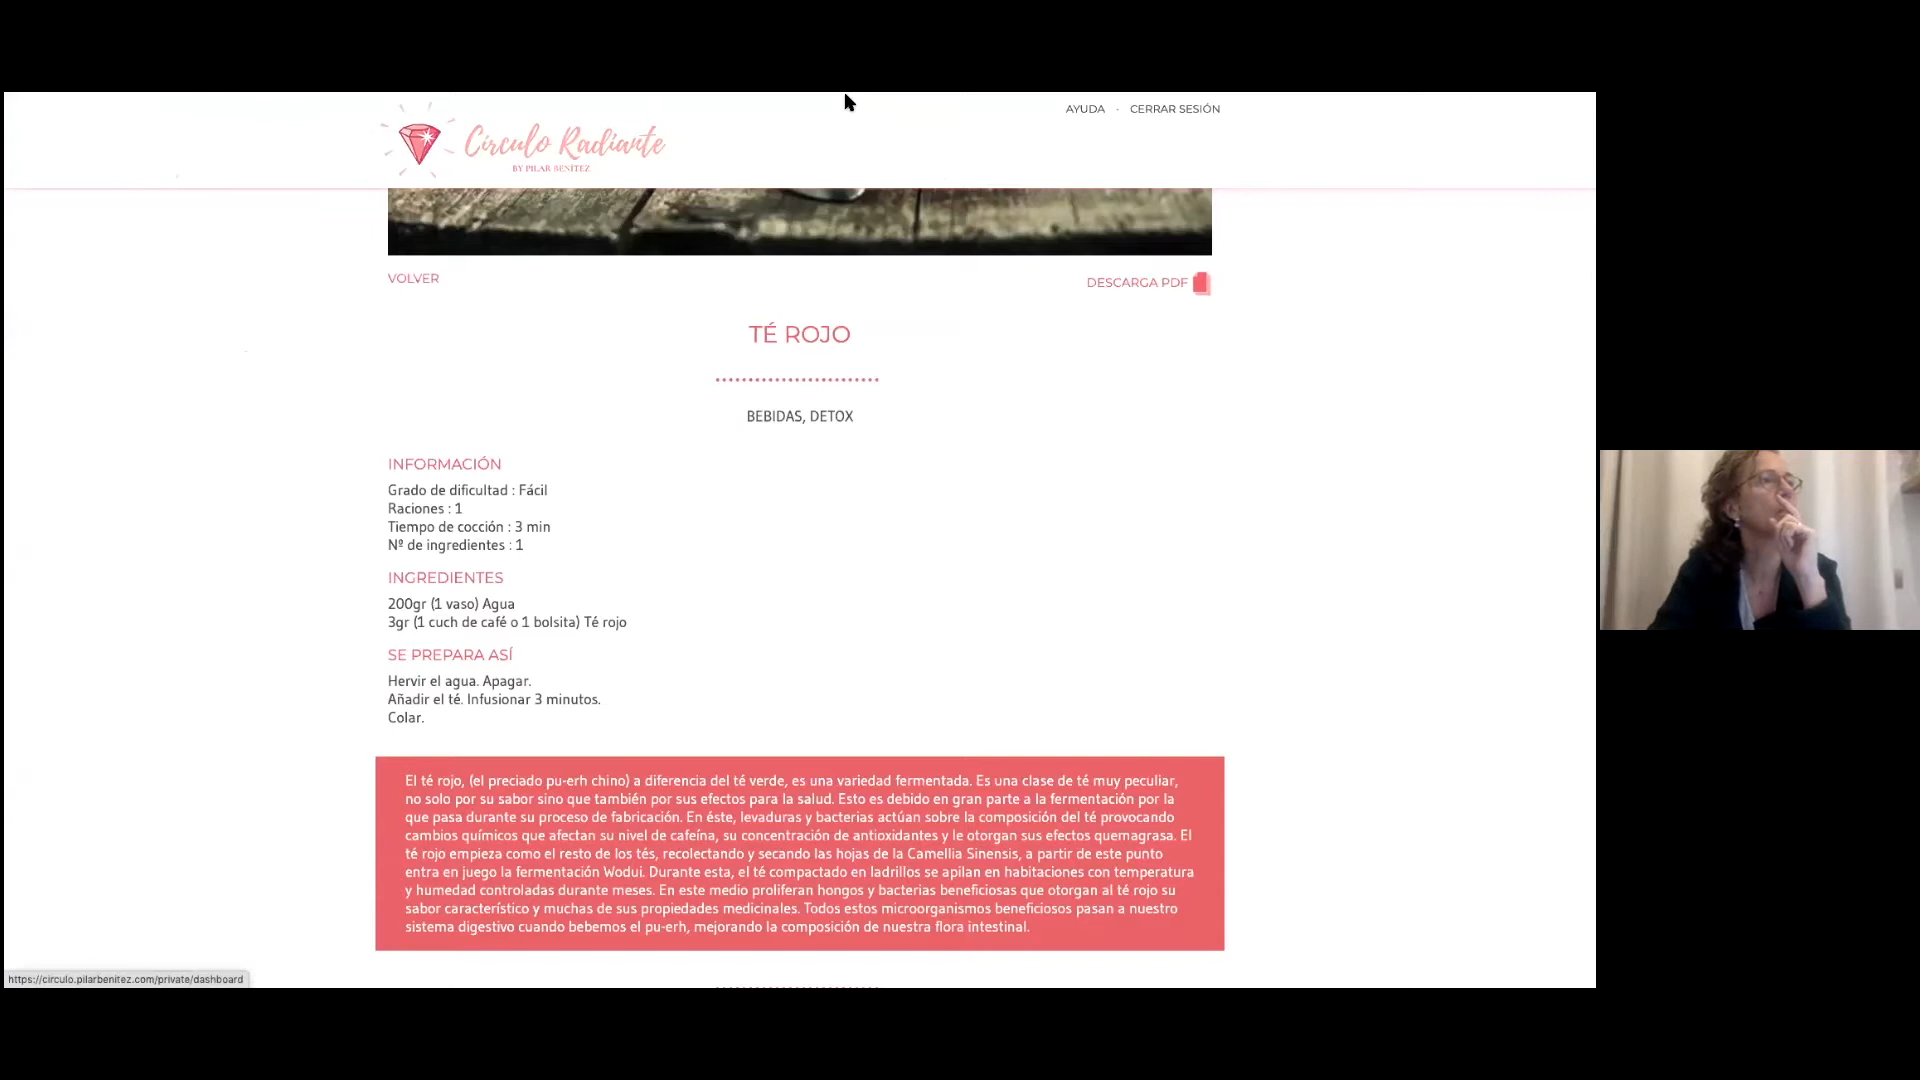 AYUDA · CERRAR SESIÓN
Círculo Radiante
BY PILAR BENÍTEZ
VOLVER
DESCARGA PDF
TÉ ROJO
BEBIDAS, DETOX
INFORMACIÓN
Grado de dificultad : Fácil
Raciones : 1
Tiempo de cocción : 3 min
Nº de ingredientes : 1
INGREDIENTES
200gr (1 vaso) Agua
3gr (1 cuch de café o 1 bolsita) Té rojo
SE PREPARA ASÍ
Hervir el agua. Apagar.
Añadir el té. Infusionar 3 minutos.
Colar.
El té rojo, (el preciado pu-erh chino) a diferencia del té verde, es una variedad fermentada. Es una clase de té muy peculiar,
no solo por su sabor sino que también por sus efectos para la salud. Esto es debido en gran parte a la fermentación por la
que pasa durante su proceso de fabricación. En éste, levaduras y bacterias actúan sobre la composición del té provocando
cambios químicos que afectan su nivel de cafeína, su concentración de antioxidantes y le otorgan sus efectos quemagrasa. El
té rojo empieza como el resto de los tés, recolectando y secando las hojas de la Camellia Sinensis, a partir de este punto
entra en juego la fermentación Wodui. Durante esta, el té compactado en ladrillos se apilan en habitaciones con temperatura
y humedad controladas durante meses. En este medio proliferan hongos y bacterias beneficiosas que otorgan al té rojo su
sabor característico y muchas de sus propiedades medicinales. Todos estos microorganismos beneficiosos pasan a nuestro
sistema digestivo cuando bebemos el pu-erh, mejorando la composición de nuestra flora intestinal.
https://circulo.pilarbenitez.com/private/dashboard